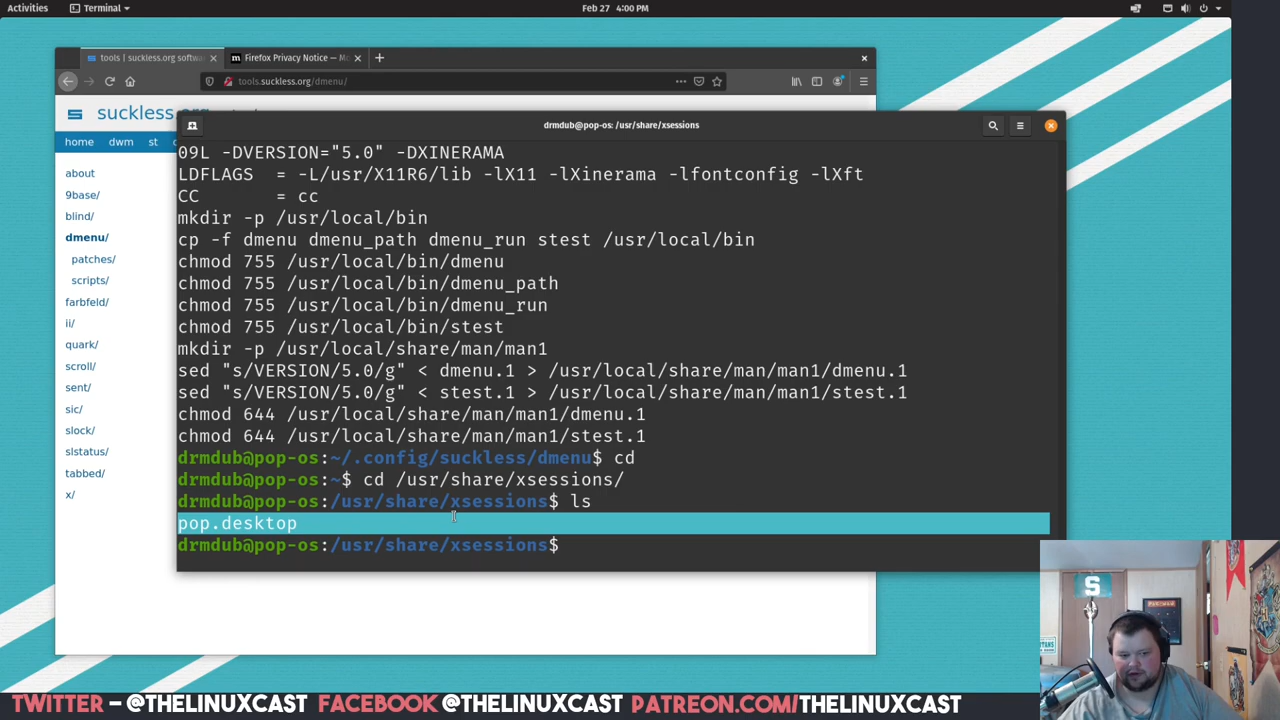 Activities
Terminal
Feb 27 4:00 PM
tools | suckless.org softwa
Firefox Privacy Notice — Mo
tools.suckless.org/dmenu/
suckless.org
home dwm st
about
9base/
blind/
dmenu/
patches/
scripts/
farbfeld/
ii/
quark/
scroll/
sent/
sic/
slock/
slstatus/
tabbed/
x/
drmdub@pop-os: /usr/share/xsessions
09L -DVERSION="5.0" -DXINERAMA
LDFLAGS = -L/usr/X11R6/lib -lX11 -lXinerama -lfontconfig -lXft
CC = cc
mkdir -p /usr/local/bin
cp -f dmenu dmenu_path dmenu_run stest /usr/local/bin
chmod 755 /usr/local/bin/dmenu
chmod 755 /usr/local/bin/dmenu_path
chmod 755 /usr/local/bin/dmenu_run
chmod 755 /usr/local/bin/stest
mkdir -p /usr/local/share/man/man1
sed "s/VERSION/5.0/g" < dmenu.1 > /usr/local/share/man/man1/dmenu.1
sed "s/VERSION/5.0/g" < stest.1 > /usr/local/share/man/man1/stest.1
chmod 644 /usr/local/share/man/man1/dmenu.1
chmod 644 /usr/local/share/man/man1/stest.1
drmdub@pop-os:~/.config/suckless/dmenu$ cd
drmdub@pop-os:~$ cd /usr/share/xsessions/
drmdub@pop-os:/usr/share/xsessions$ ls
pop.desktop
drmdub@pop-os:/usr/share/xsessions$
TWITTER – @THELINUXCAST FACEBOOK @THELINUXCAST PATREON.COM/THELINUXCAST